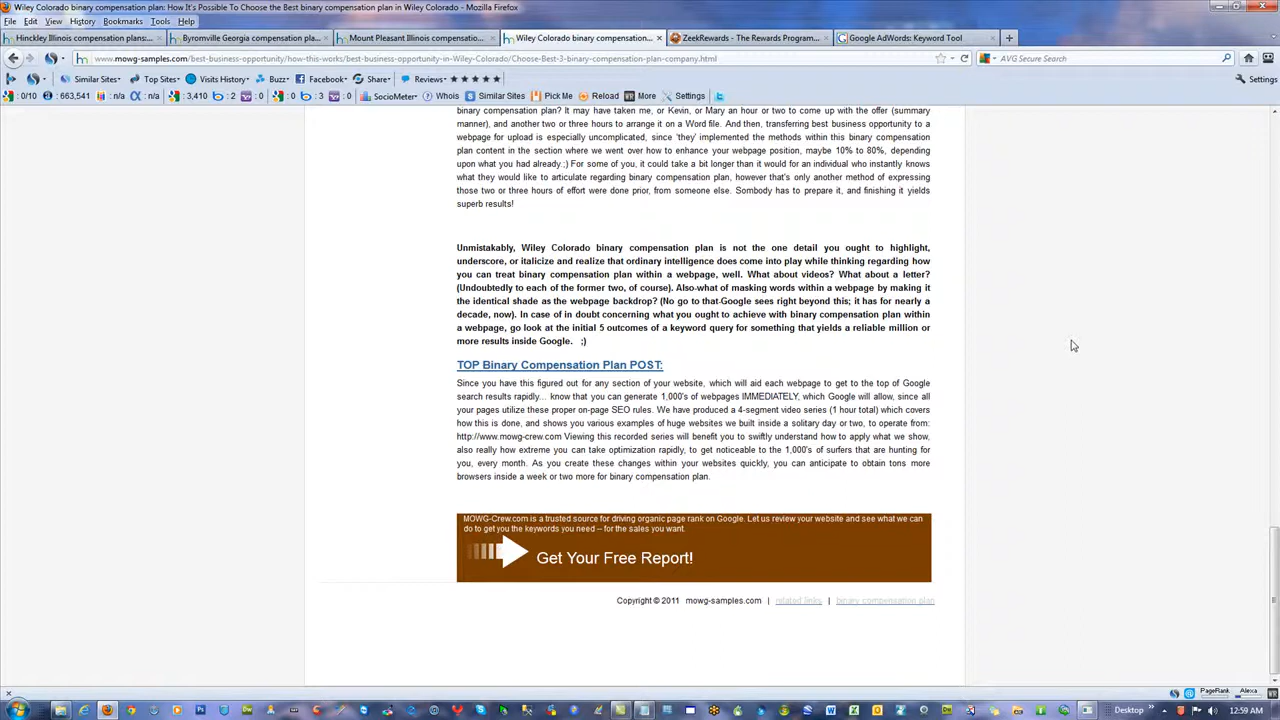 Wiley Colorado binary compensation plan: How It's Possible To Choose the Best binary compensation plan in Wiley Colorado - Mozilla Firefox
File Edit View History Bookmarks Tools Help
Hinckley Illinois compensation plans:... Byromville Georgia compensation plan... Mount Pleasant Illinois compensation... Wiley Colorado binary compensation... ZeekRewards - The Rewards Program... Google AdWords: Keyword Tool
www.mowg-samples.com/best-business-opportunity/how-this-works/best-business-opportunity-in-Wiley-Colorado/Choose-Best-3-binary-compensation-plan-company.html AVG Secure Search
Similar Sites Top Sites Visits History Buzz Facebook Share Reviews: Settings
: 0/10 : 663,541 : n/a : n/a : 3,410 : 2 : 0 : 0 : 3 : 0 SocioMeter Whois Similar Sites Pick Me Reload More Settings
binary compensation plan? It may have taken me, or Kevin, or Mary an hour or two to come up with the offer (summary
manner), and another two or three hours to arrange it on a Word file. And then, transferring best business opportunity to a
webpage for upload is especially uncomplicated, since 'they' implemented the methods within this binary compensation
plan content in the section where we went over how to enhance your webpage position, maybe 10% to 80%, depending
upon what you had already.;) For some of you, it could take a bit longer than it would for an individual who instantly knows
what they would like to articulate regarding binary compensation plan, however that's only another method of expressing
those two or three hours of effort were done prior, from someone else. Sombody has to prepare it, and finishing it yields
superb results!
Unmistakably, Wiley Colorado binary compensation plan is not the one detail you ought to highlight,
underscore, or italicize and realize that ordinary intelligence does come into play while thinking regarding how
you can treat binary compensation plan within a webpage, well. What about videos? What about a letter?
(Undoubtedly to each of the former two, of course). Also-what of masking words within a webpage by making it
the identical shade as the webpage backdrop? (No go to that-Google sees right beyond this; it has for nearly a
decade, now). In case of in doubt concerning what you ought to achieve with binary compensation plan within
a webpage, go look at the initial 5 outcomes of a keyword query for something that yields a reliable million or
more results inside Google. ;)
TOP Binary Compensation Plan POST:
Since you have this figured out for any section of your website, which will aid each webpage to get to the top of Google
search results rapidly... know that you can generate 1,000's of webpages IMMEDIATELY, which Google will allow, since all
your pages utilize these proper on-page SEO rules. We have produced a 4-segment video series (1 hour total) which covers
how this is done, and shows you various examples of huge websites we built inside a solitary day or two, to operate from:
http://www.mowg-crew.com Viewing this recorded series will benefit you to swiftly understand how to apply what we show,
also really how extreme you can take optimization rapidly, to get noticeable to the 1,000's of surfers that are hunting for
you, every month. As you create these changes within your websites quickly, you can anticipate to obtain tons more
browsers inside a week or two more for binary compensation plan.
MOWG-Crew.com is a trusted source for driving organic page rank on Google. Let us review your website and see what we can
do to get you the keywords you need – for the sales you want.
Get Your Free Report!
Copyright © 2011 mowg-samples.com | related links | binary compensation plan
PageRank Alexa
Desktop 12:59 AM